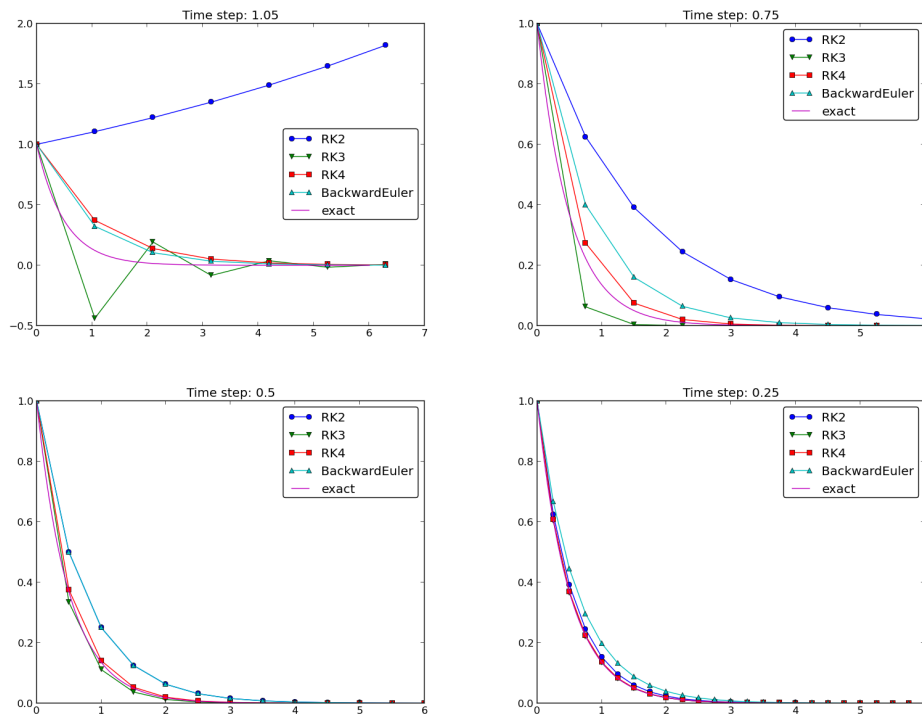 Time step: 1.05
2.0
1.5
1.0
0.5
0.0
−0.5
0 1 2 3 4 5 6 7
RK2
RK3
RK4
BackwardEuler
exact
Time step: 0.75
1.0
0.8
0.6
0.4
0.2
0.0
0 1 2 3 4 5
RK2
RK3
RK4
BackwardEuler
exact
Time step: 0.5
1.0
0.8
0.6
0.4
0.2
0.0
0 1 2 3 4 5 6
RK2
RK3
RK4
BackwardEuler
exact
Time step: 0.25
1.0
0.8
0.6
0.4
0.2
0.0
0 1 2 3 4 5
RK2
RK3
RK4
BackwardEuler
exact